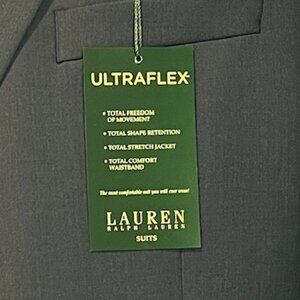 ULTRAFLEX
• TOTAL FREEDOM
OF MOVEMENT
• TOTAL SHAPE RETENTION
• TOTAL STRETCH JACKET
• TOTAL COMFORT
WAISTBAND
The most comfortable suit you will ever wear!
LAUREN
RALPH LAUREN
SUITS